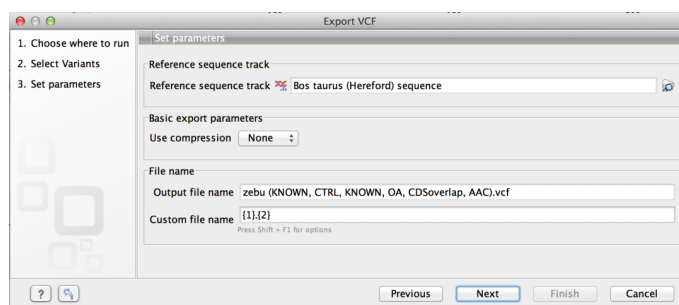 Export VCF
1. Choose where to run
2. Select Variants
3. Set parameters
Set parameters
Reference sequence track
Reference sequence track Bos taurus (Hereford) sequence
Basic export parameters
Use compression None
File name
Output file name zebu (KNOWN, CTRL, KNOWN, OA, CDSoverlap, AAC).vcf
Custom file name {1}.{2}
Press Shift + F1 for options
? Previous Next Finish Cancel